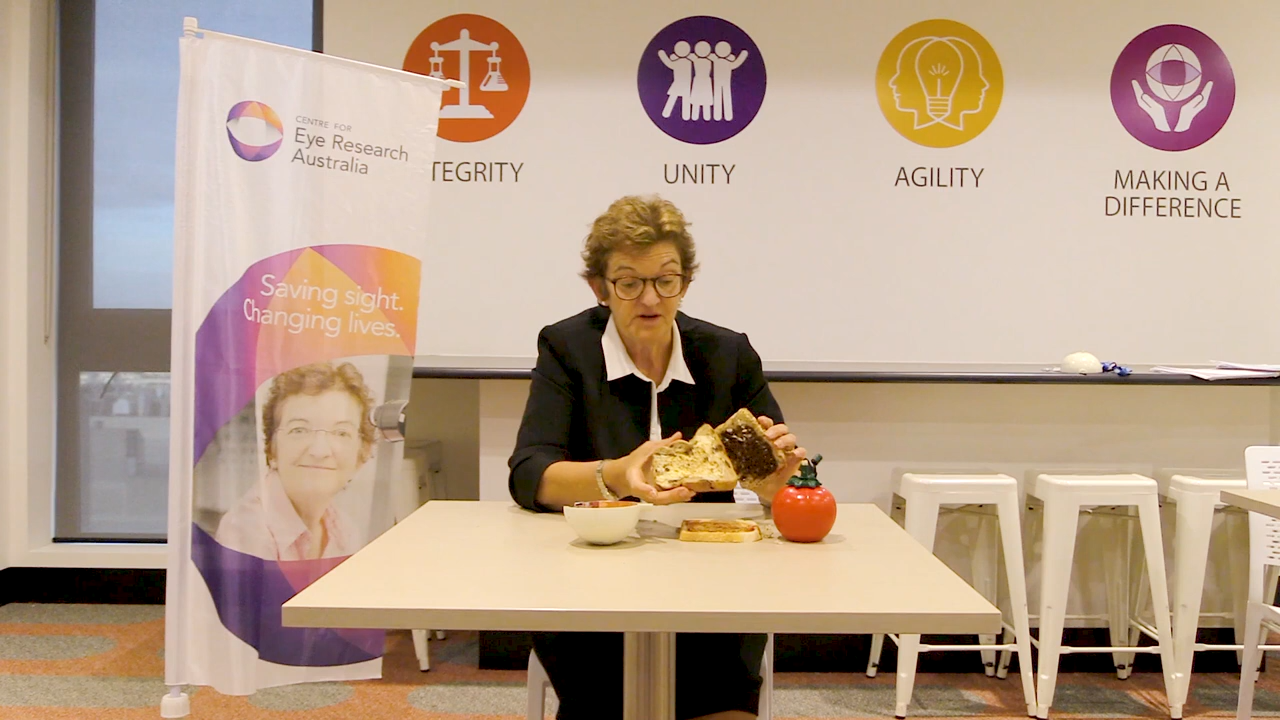 CENTRE FOR
Eye Research
Australia
Saving sight.
Changing lives.
TEGRITY
UNITY
AGILITY
MAKING A
DIFFERENCE